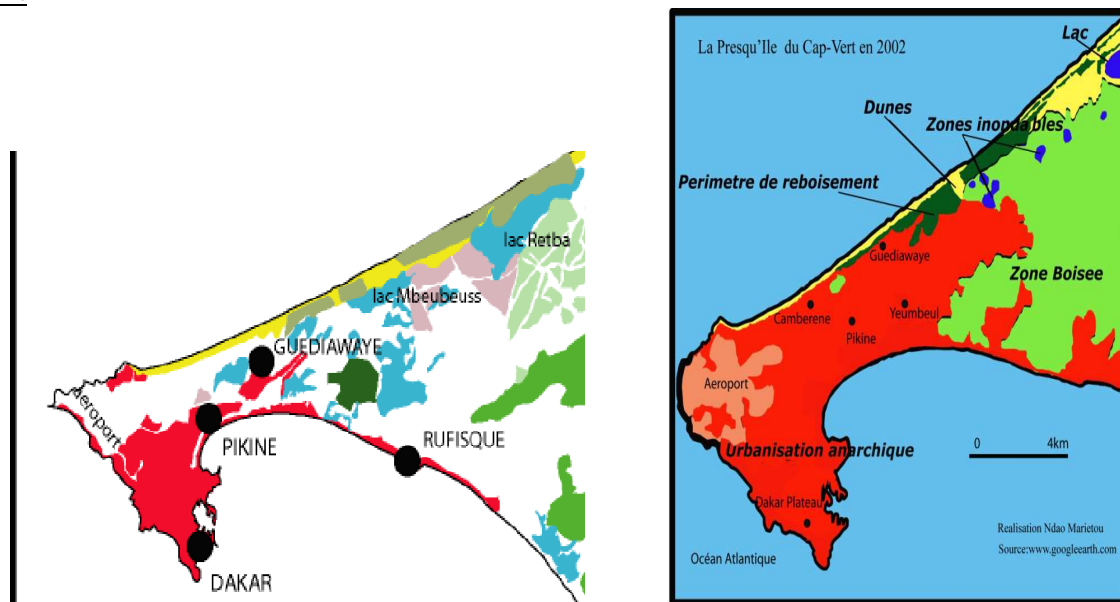 lac Retba
lac Mbeubeuss
GUEDIAWAYE
Aeroport
PIKINE
RUFISQUE
DAKAR
La Presqu'Ile du Cap-Vert en 2002
Lac
Dunes
Zones inondables
Perimetre de reboisement
Guediawaye
Zone Boisee
Camberene
Yeumbeul
Pikine
Aeroport
0 4km
Urbanisation anarchique
Dakar Plateau
Realisation Ndao Marietou
Océan Atlantique
Source:www.googleearth.com